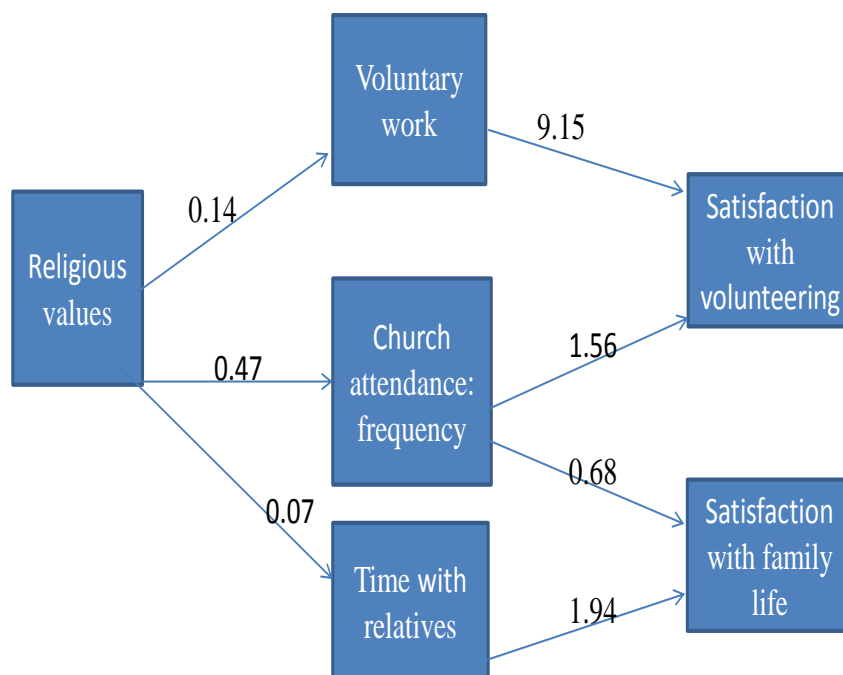 Voluntary
work
9.15
0.14
Religious
values
Satisfaction
with
volunteering
0.47
Church
attendance:
frequency
1.56
0.68
0.07
Time with
relatives
1.94
Satisfaction
with family
life